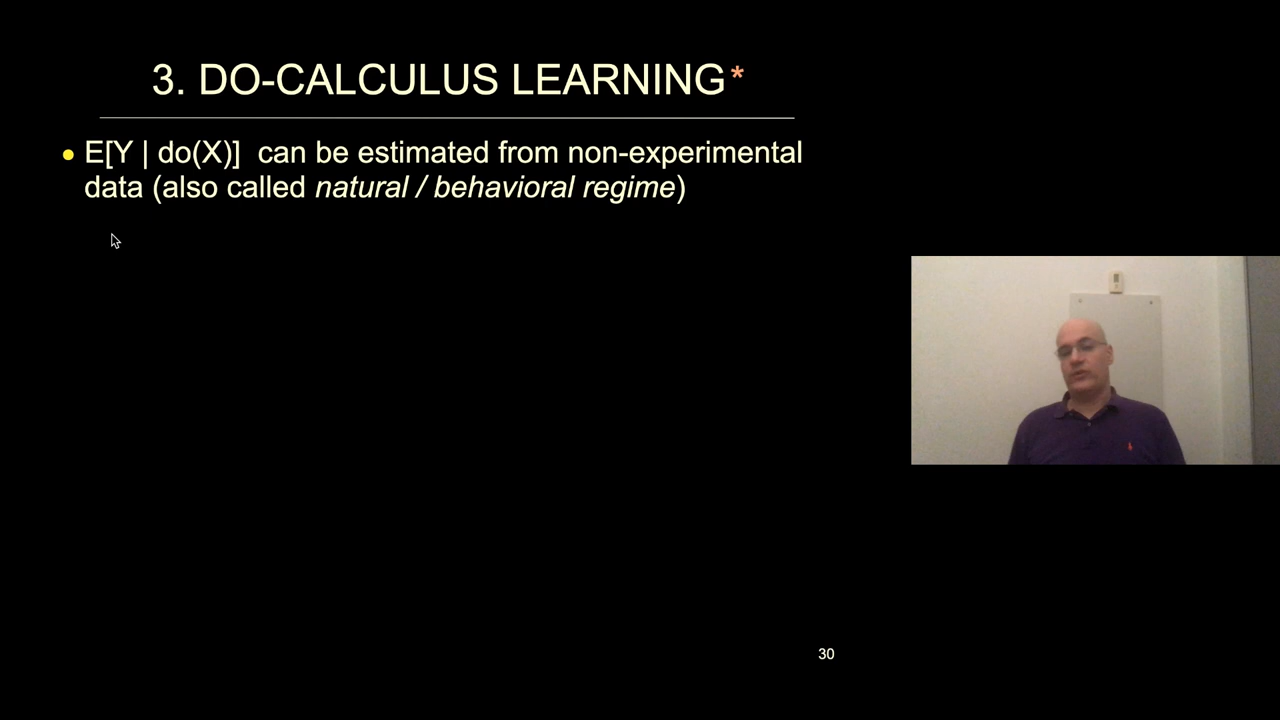 3. DO-CALCULUS LEARNING*
• E[Y | do(X)] can be estimated from non-experimental
data (also called natural / behavioral regime)
30